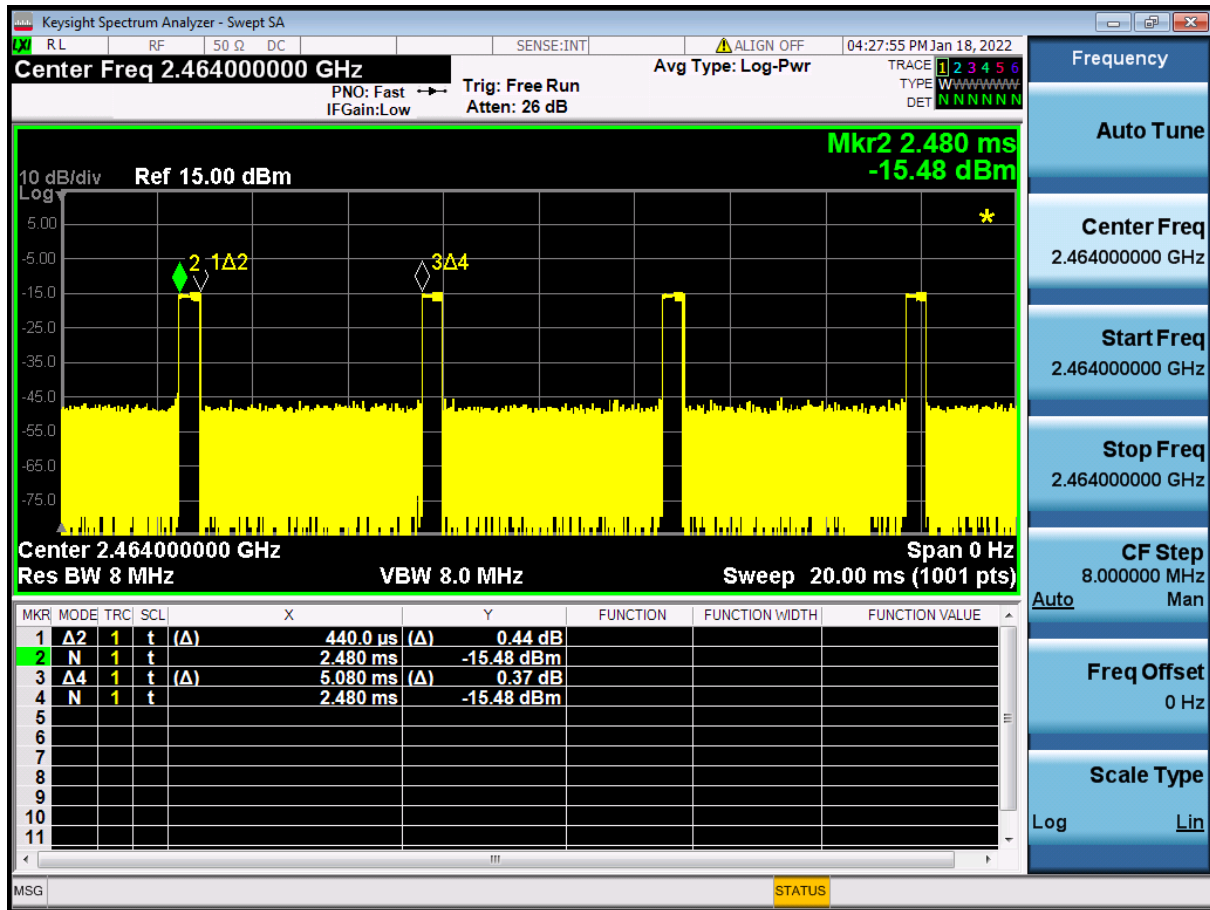 Keysight Spectrum Analyzer - Swept SA
LXI RL RF 50 Ω DC SENSE:INT ALIGN OFF 04:27:55 PM Jan 18, 2022
Center Freq 2.464000000 GHz
PNO: Fast
IFGain:Low
Trig: Free Run
Atten: 26 dB
Avg Type: Log-Pwr
TRACE 1 2 3 4 5 6
TYPE WWWWWW
DET N N N N N N
Mkr2 2.480 ms
-15.48 dBm
10 dB/div Ref 15.00 dBm
Log
5.00
-5.00
-15.0
-25.0
-35.0
-45.0
-55.0
-65.0
-75.0
2 1Δ2 3Δ4
*
Center 2.464000000 GHz Span 0 Hz
Res BW 8 MHz VBW 8.0 MHz Sweep 20.00 ms (1001 pts)
MKR MODE TRC SCL X Y FUNCTION FUNCTION WIDTH FUNCTION VALUE
1 Δ2 1 t (Δ) 440.0 µs (Δ) 0.44 dB
2 N 1 t 2.480 ms -15.48 dBm
3 Δ4 1 t (Δ) 5.080 ms (Δ) 0.37 dB
4 N 1 t 2.480 ms -15.48 dBm
5
6
7
8
9
10
11
MSG STATUS
Frequency
Auto Tune
Center Freq
2.464000000 GHz
Start Freq
2.464000000 GHz
Stop Freq
2.464000000 GHz
CF Step
8.000000 MHz
Auto Man
Freq Offset
0 Hz
Scale Type
Log Lin